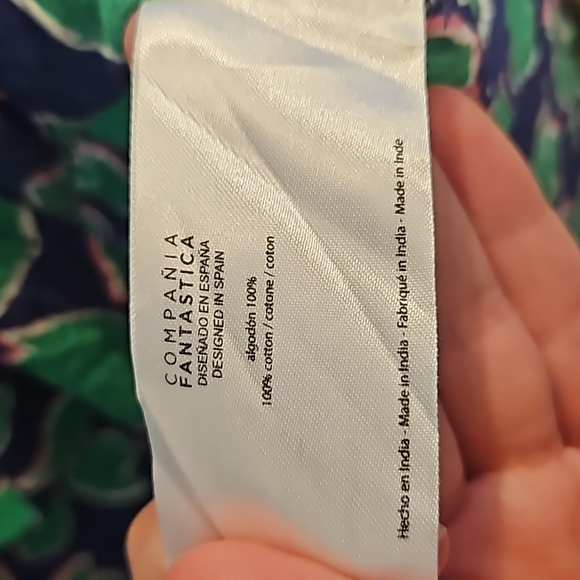 COMPAÑIA
FANTASTICA
DISEÑADO EN ESPAÑA
DESIGNED IN SPAIN
algodón 100%
100% cotton / cotone / coton
Hecho en India - Made in India - Fabriqué in India - Made in Inde